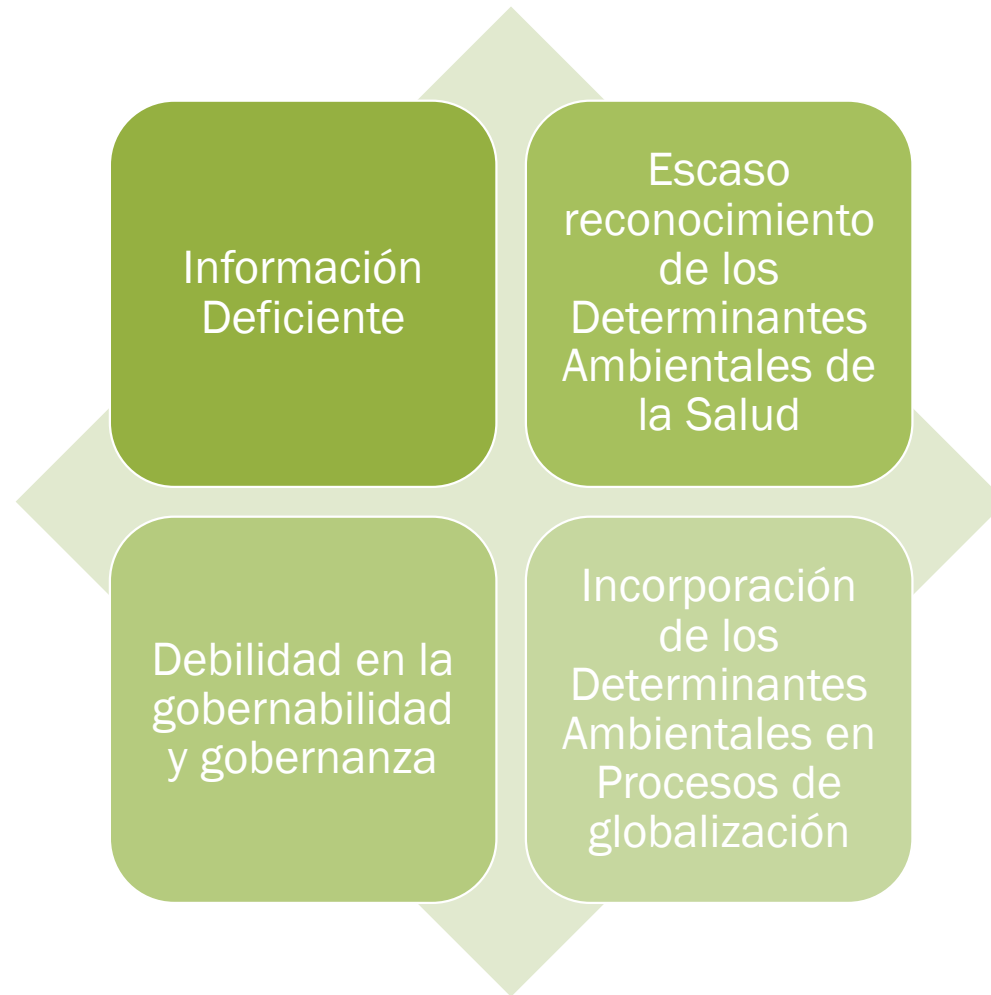 Información
Deficiente
Escaso
reconocimiento
de los
Determinantes
Ambientales de
la Salud
Debilidad en la
gobernabilidad
y gobernanza
Incorporación
de los
Determinantes
Ambientales en
Procesos de
globalización